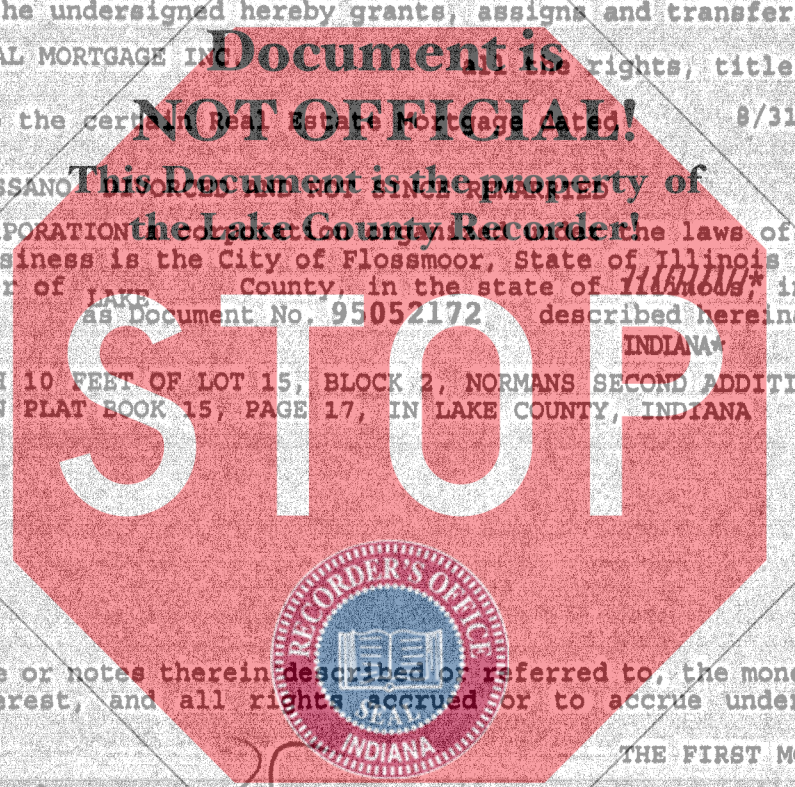 he undersigned hereby grants, assigns and transfer
Document is
AL MORTGAGE INC. all the rights, title
NOT OFFICIAL!
the certain Real Estate Mortgage dated 8/31
This Document is the property of
SSANO DIVORCED AND NOT SINCE REMARRIED
the Lake County Recorder!
PORATION a corporation organized under the laws of
siness is the City of Flossmoor, State of Illinois
r of LAKE County, in the state of Illinois, i
as Document No. 95052172 described herein
INDIANA*
STOP
H 10 FEET OF LOT 15, BLOCK 2, NORMANS SECOND ADDITI
N PLAT BOOK 15, PAGE 17, IN LAKE COUNTY, INDIANA
RECORDER'S OFFICE
e or notes therein described or referred to, the mone
erest, and all rights accrued or to accrue under
SEAL
INDIANA
THE FIRST M